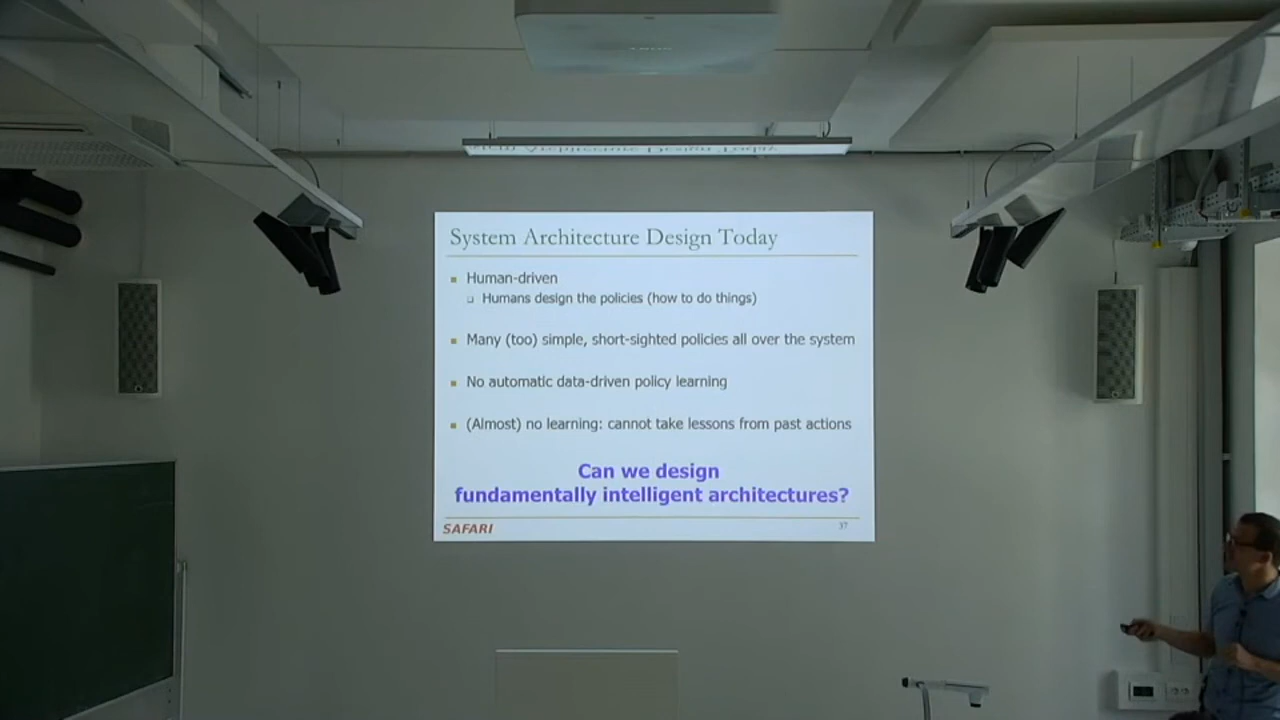 System Architecture Design Today
Human-driven
Humans design the policies (how to do things)
Many (too) simple, short-sighted policies all over the system
No automatic data-driven policy learning
(Almost) no learning: cannot take lessons from past actions
Can we design
fundamentally intelligent architectures?
SAFARI
37